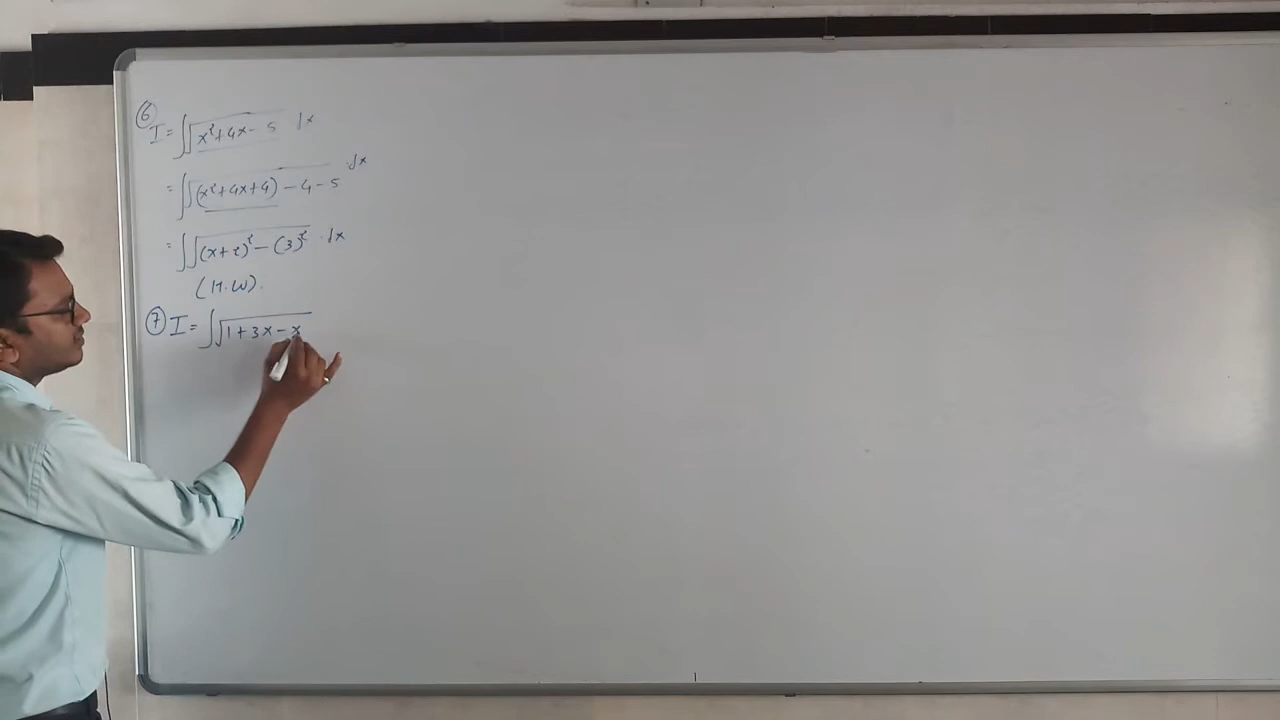 ⑥
I = ∫√x²+4x-5 dx
= ∫√(x²+4x+4) - 4 - 5 ·dx
= ∫√(x+2)² - (3)² ·dx
(H.W).
⑦ I = ∫√1+3x-x